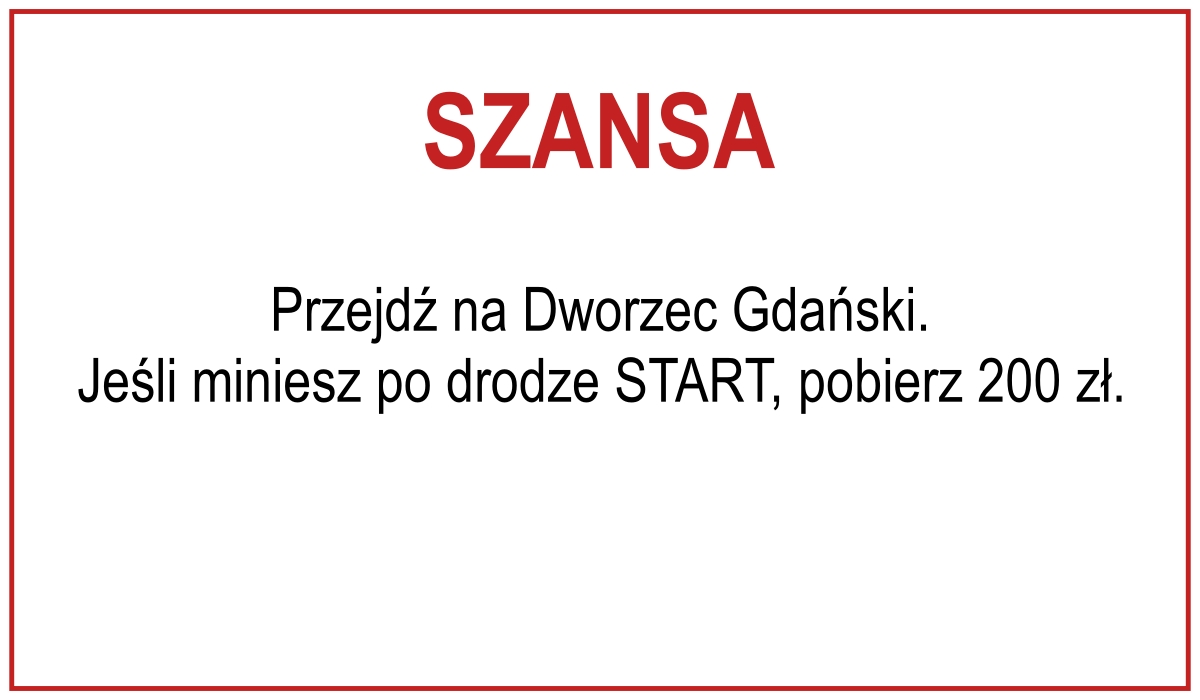 SZANSA
Przejdź na Dworzec Gdański.
Jeśli miniesz po drodze START, pobierz 200 zł.